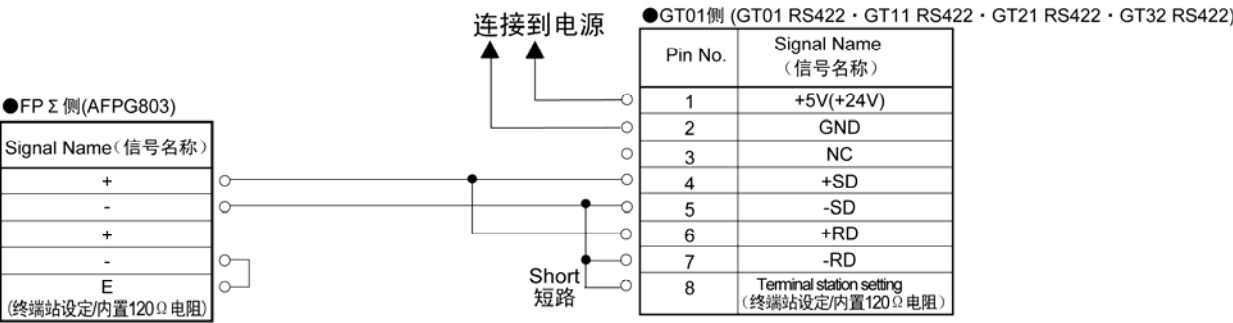 连接到电源
●GT01侧 (GT01 RS422・GT11 RS422・GT21 RS422・GT32 RS422)
Pin No.
Signal Name
（信号名称）
1
+5V(+24V)
2
GND
3
NC
4
+SD
5
-SD
6
+RD
7
-RD
8
Terminal station setting
（终端站设定/内置120Ω电阻）
●FPΣ侧(AFPG803)
Signal Name（信号名称）
+
-
+
-
E
(终端站设定/内置120Ω电阻)
Short
短路